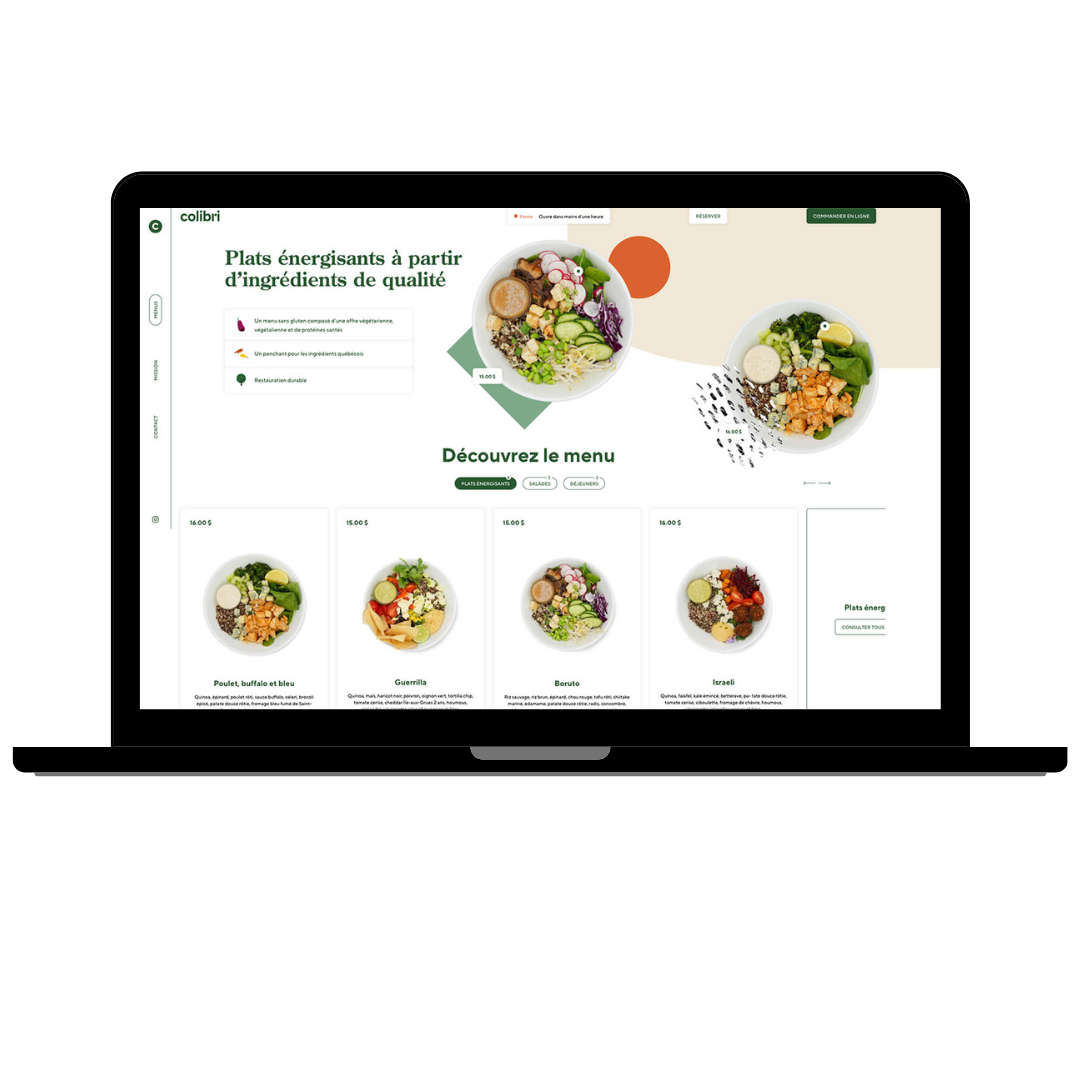 C
colibri
Fermé Ouvre dans moins d'une heure
RÉSERVER
COMMANDER EN LIGNE
MENUS
MISSION
CONTACT
Plats énergisants à partir
d'ingrédients de qualité
Un menu sans gluten composé d'une offre végétarienne,
végétalienne et de protéines santés
Un penchant pour les ingrédients québécois
Restauration durable
15.00 $
16.00 $
Découvrez le menu
PLATS ÉNERGISANTS
SALADES
DÉJEUNERS
16.00 $
15.00 $
15.00 $
16.00 $
Plats énerg
CONSULTER TOUS
Poulet, buffalo et bleu
Quinoa, épinard, poulet rôti, sauce buffalo, céleri, brocoli
épicé, patate douce rôtie, fromage bleu fumé de Saint-
Guerrilla
Quinoa, maïs, haricot noir, poivron, oignon vert, tortilla chip,
tomate cerise, cheddar Île-aux-Grues 2 ans, houmous,
Boruto
Riz sauvage, riz brun, épinard, chou rouge, tofu rôti, shiitake
mariné, edamame, patate douce rôtie, radis, concombre,
Israeli
Quinoa, falafel, kale émincé, betterave, pa- tate douce rôtie,
tomate cerise, ciboulette, fromage de chèvre, houmous,